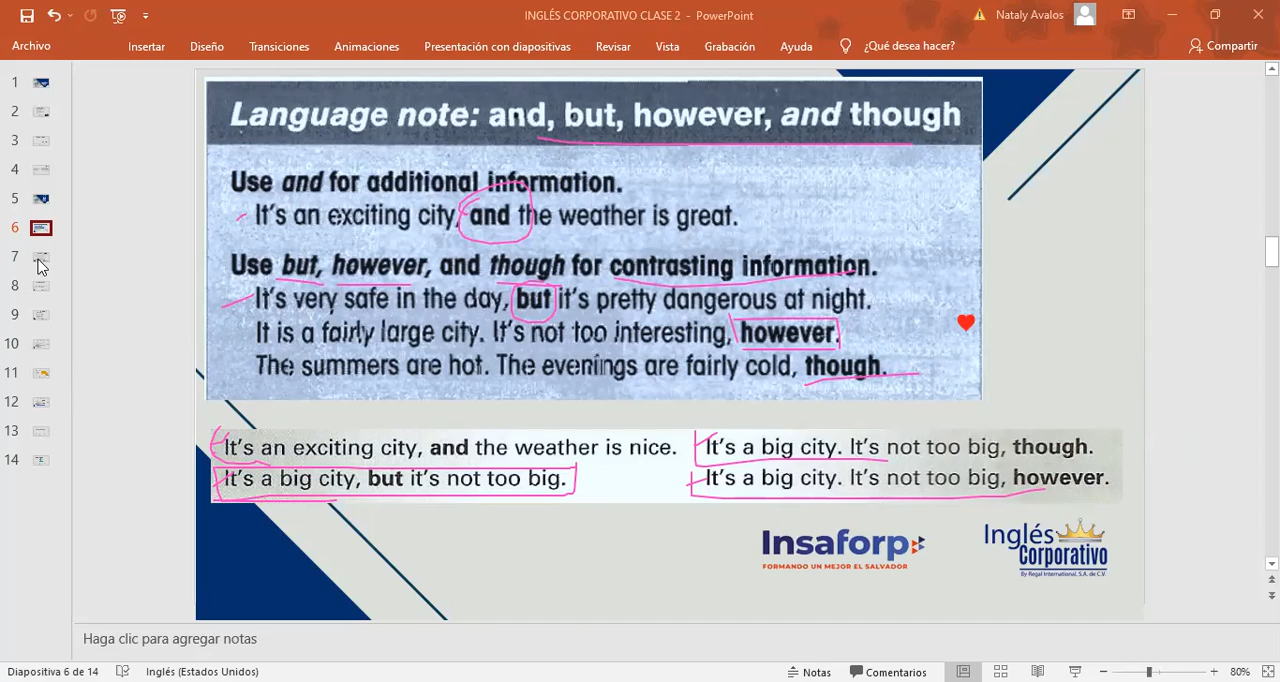 INGLÉS CORPORATIVO CLASE 2 - PowerPoint
Nataly Avalos
Archivo Insertar Diseño Transiciones Animaciones Presentación con diapositivas Revisar Vista Grabación Ayuda ¿Qué desea hacer? Compartir
1
2
3
4
5
6
7
8
9
10
11
12
13
14
Language note: and, but, however, and though
Use and for additional information.
It's an exciting city, and the weather is great.
Use but, however, and though for contrasting information.
It's very safe in the day, but it's pretty dangerous at night.
It is a fairly large city. It's not too interesting, however.
The summers are hot. The evenings are fairly cold, though.
It's an exciting city, and the weather is nice.
It's a big city, but it's not too big.
It's a big city. It's not too big, though.
It's a big city. It's not too big, however.
Insaforp
FORMANDO UN MEJOR EL SALVADOR
Inglés
Corporativo
By Regal International, S.A. de C.V.
Haga clic para agregar notas
Diapositiva 6 de 14 Inglés (Estados Unidos) Notas Comentarios 80%